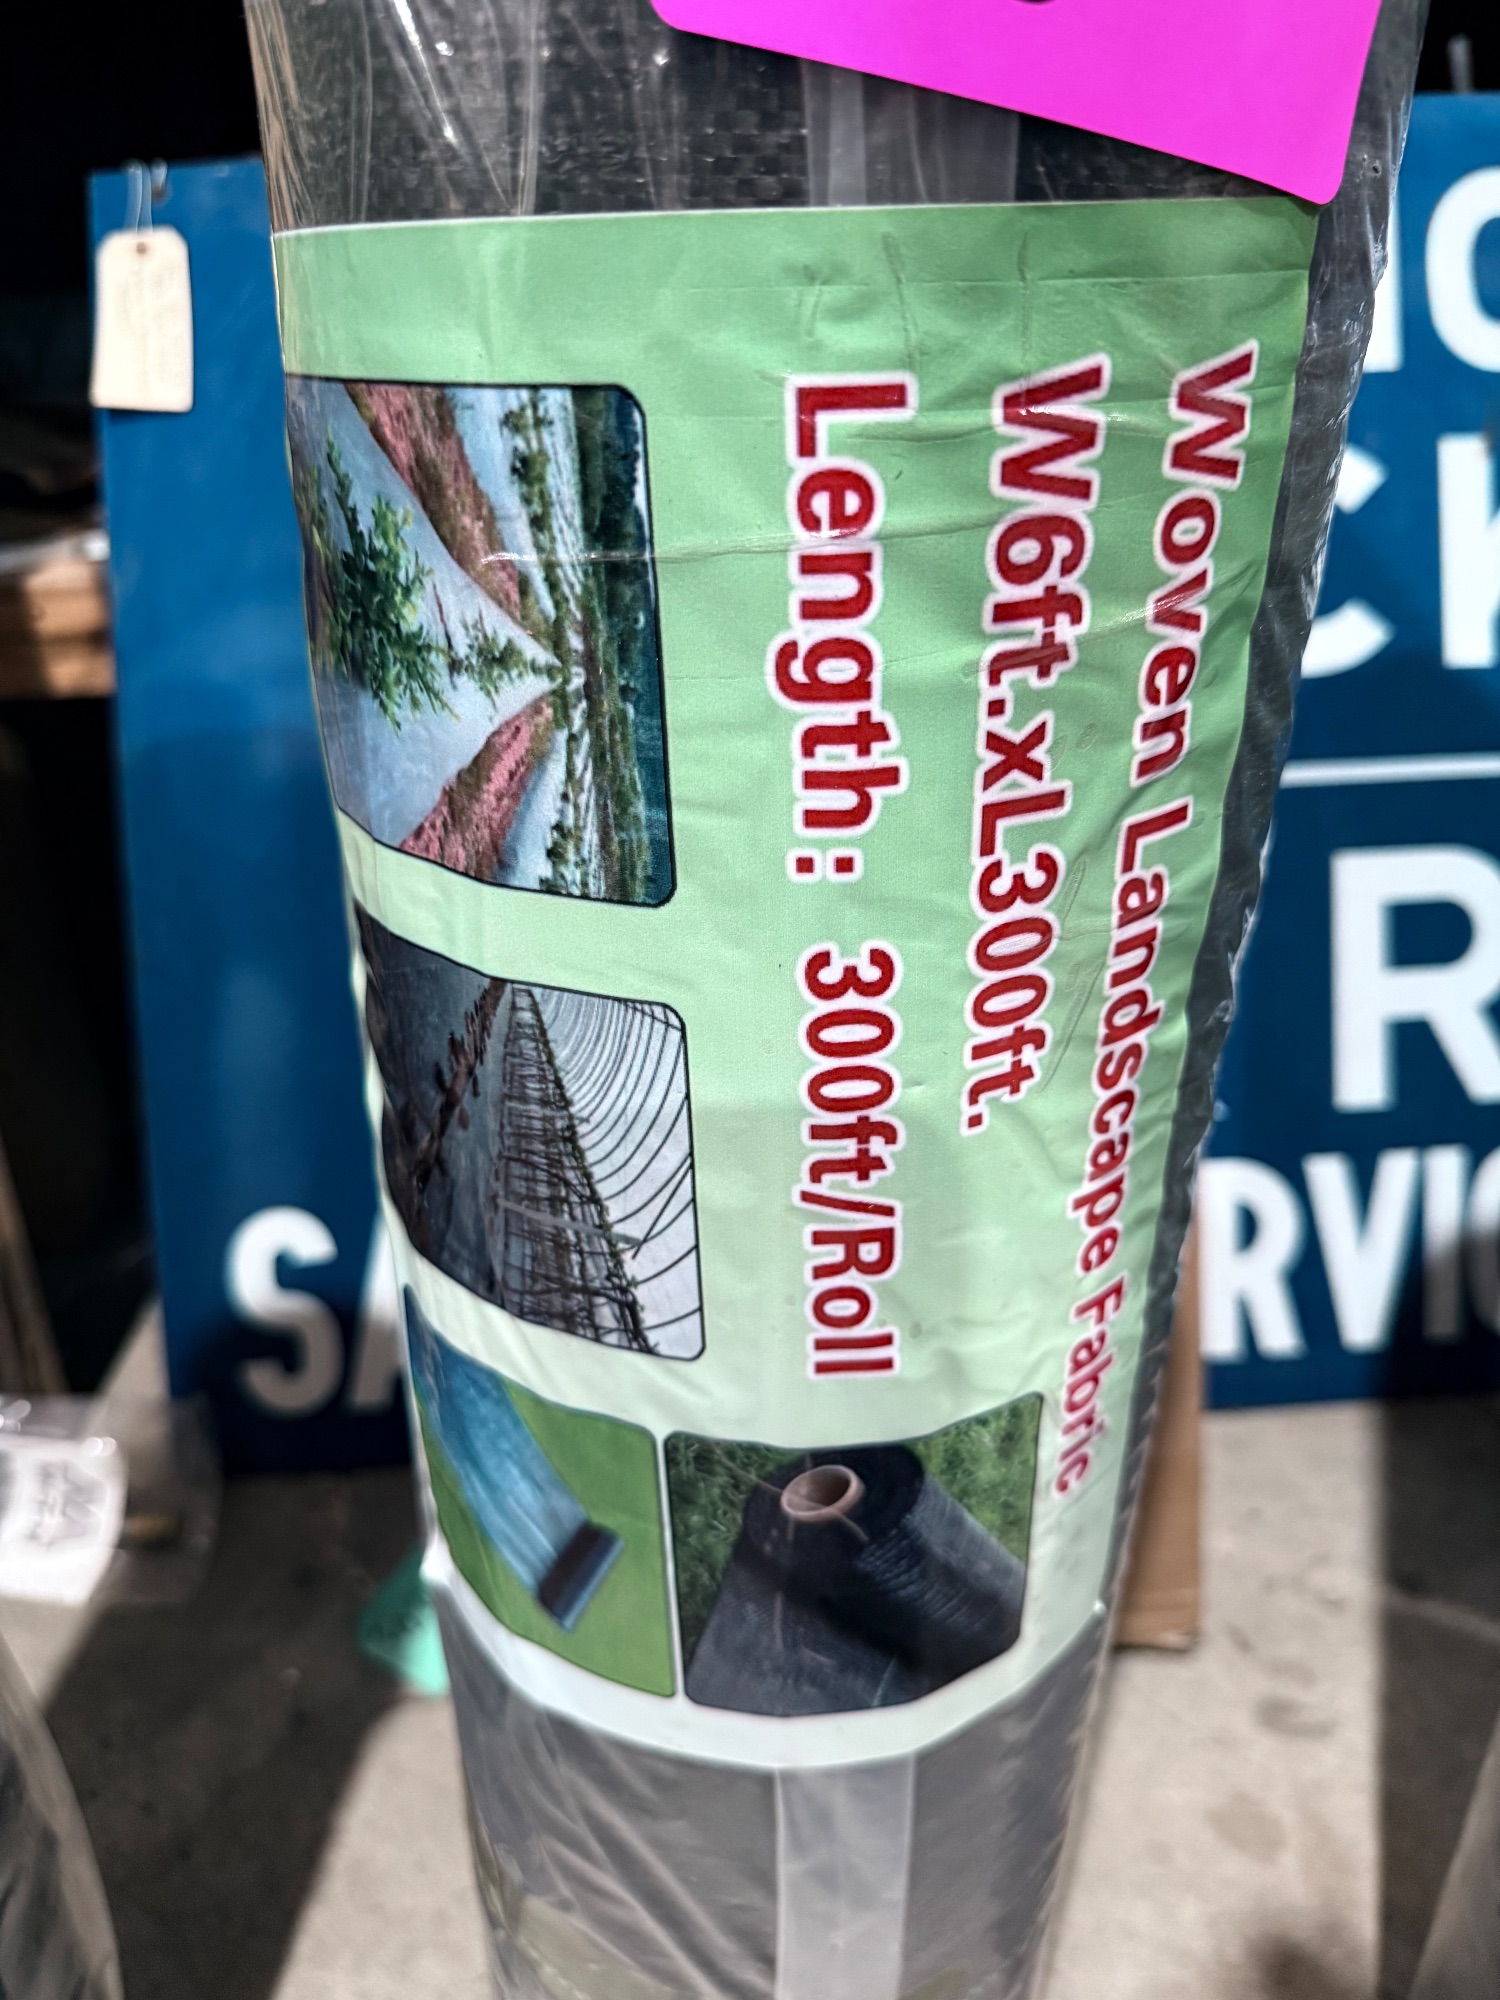 Woven Landscape Fabric
W6ft.xL300ft.
Length: 300ft/Roll